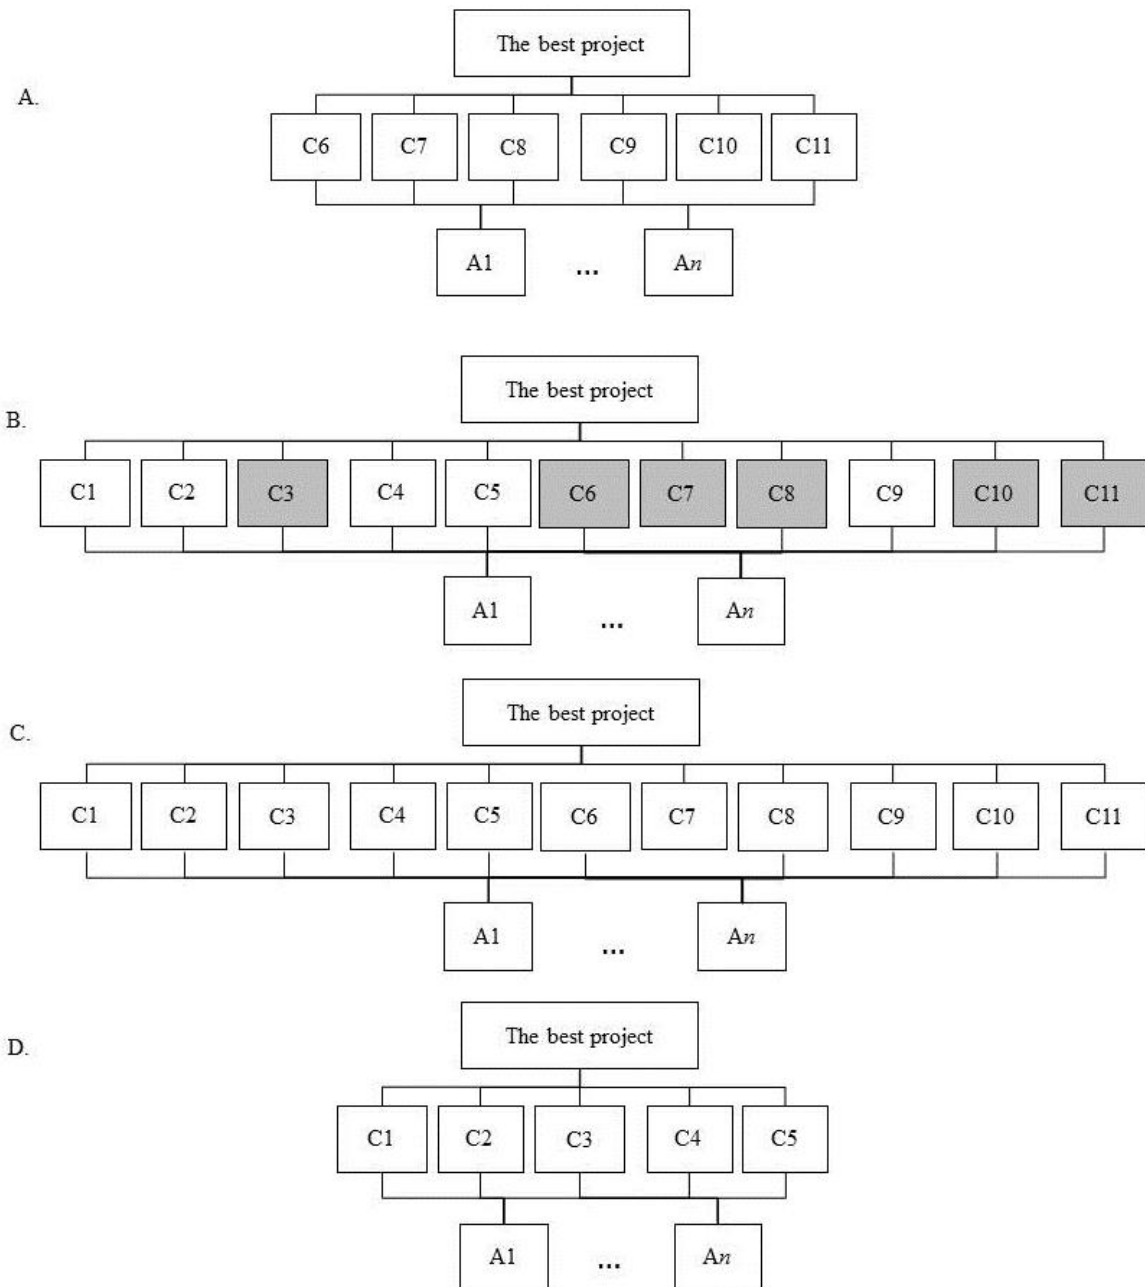 The best project
A.
C6 C7 C8 C9 C10 C11
A1 ... An
The best project
B.
C1 C2 C3 C4 C5 C6 C7 C8 C9 C10 C11
A1 ... An
The best project
C.
C1 C2 C3 C4 C5 C6 C7 C8 C9 C10 C11
A1 ... An
The best project
D.
C1 C2 C3 C4 C5
A1 ... An